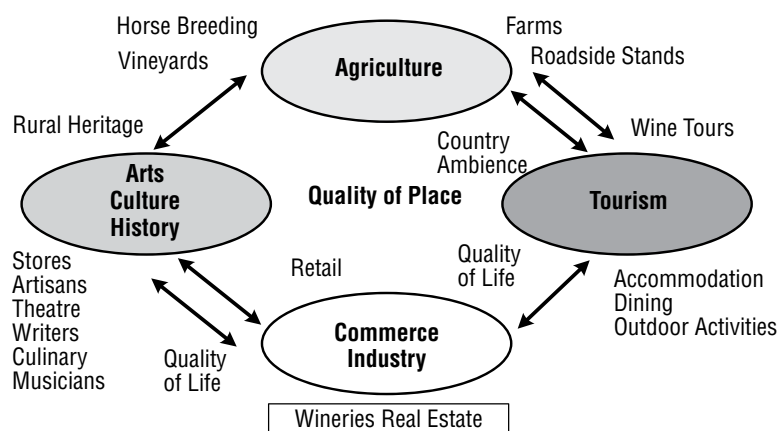 Horse Breeding
Farms
Vineyards
Agriculture
Roadside Stands
Rural Heritage
Wine Tours
Country
Ambience
Arts
Culture
History
Quality of Place
Tourism
Stores
Artisans
Theatre
Writers
Culinary
Musicians
Retail
Quality
of Life
Accommodation
Dining
Outdoor Activities
Quality
of Life
Commerce
Industry
Wineries Real Estate